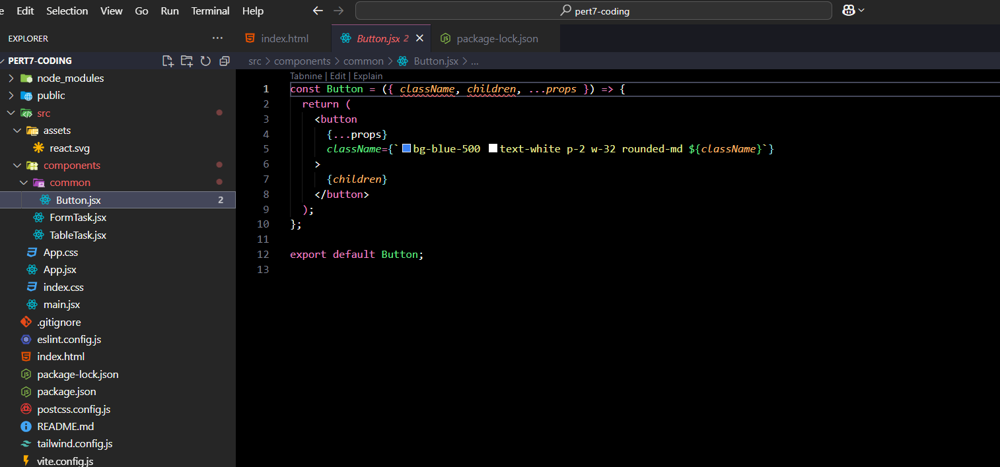 e Edit Selection View Go Run Terminal Help pert7-coding
EXPLORER ...
index.html Button.jsx 2 package-lock.json
PERT7-CODING
src > components > common > Button.jsx > ...
node_modules
public
src
assets
react.svg
components
common
Button.jsx 2
FormTask.jsx
TableTask.jsx
App.css
App.jsx
index.css
main.jsx
.gitignore
eslint.config.js
index.html
package-lock.json
package.json
postcss.config.js
README.md
tailwind.config.js
vite.config.js
Tabnine | Edit | Explain
1 const Button = ({ className, children, ...props }) => {
2 return (
3 <button
4 {...props}
5 className={`bg-blue-500 text-white p-2 w-32 rounded-md ${className}`}
6 >
7 {children}
8 </button>
9 );
10 };
11
12 export default Button;
13